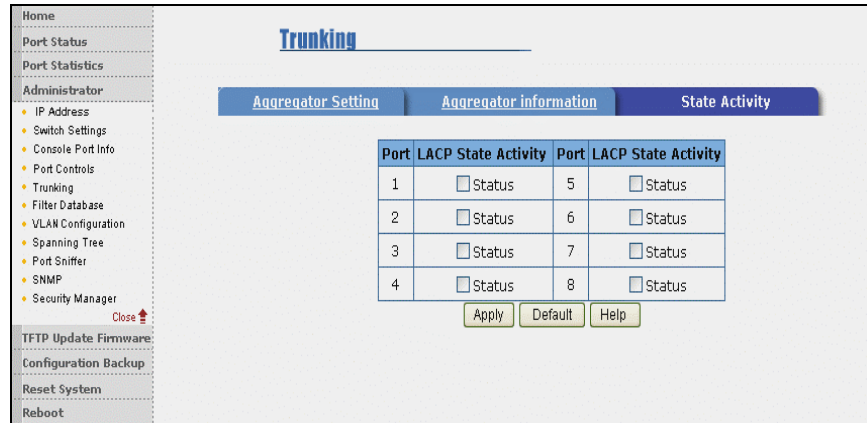 Home
Port Status
Port Statistics
Administrator
IP Address
Switch Settings
Console Port Info
Port Controls
Trunking
Filter Database
VLAN Configuration
Spanning Tree
Port Sniffer
SNMP
Security Manager
Close
TFTP Update Firmware
Configuration Backup
Reset System
Reboot
Trunking
Aggregator Setting Aggregator information State Activity
Port LACP State Activity Port LACP State Activity
1 Status 5 Status
2 Status 6 Status
3 Status 7 Status
4 Status 8 Status
Apply Default Help